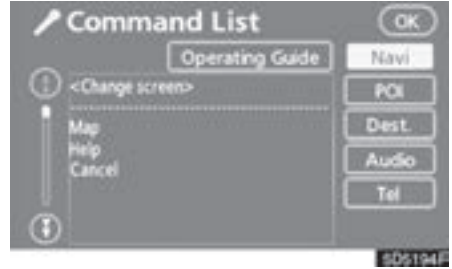 Command List
OK
Operating Guide
Navi
<Change screen>
POI
Map
Dest.
Help
Audio
Cancel
Tel
SD5194F